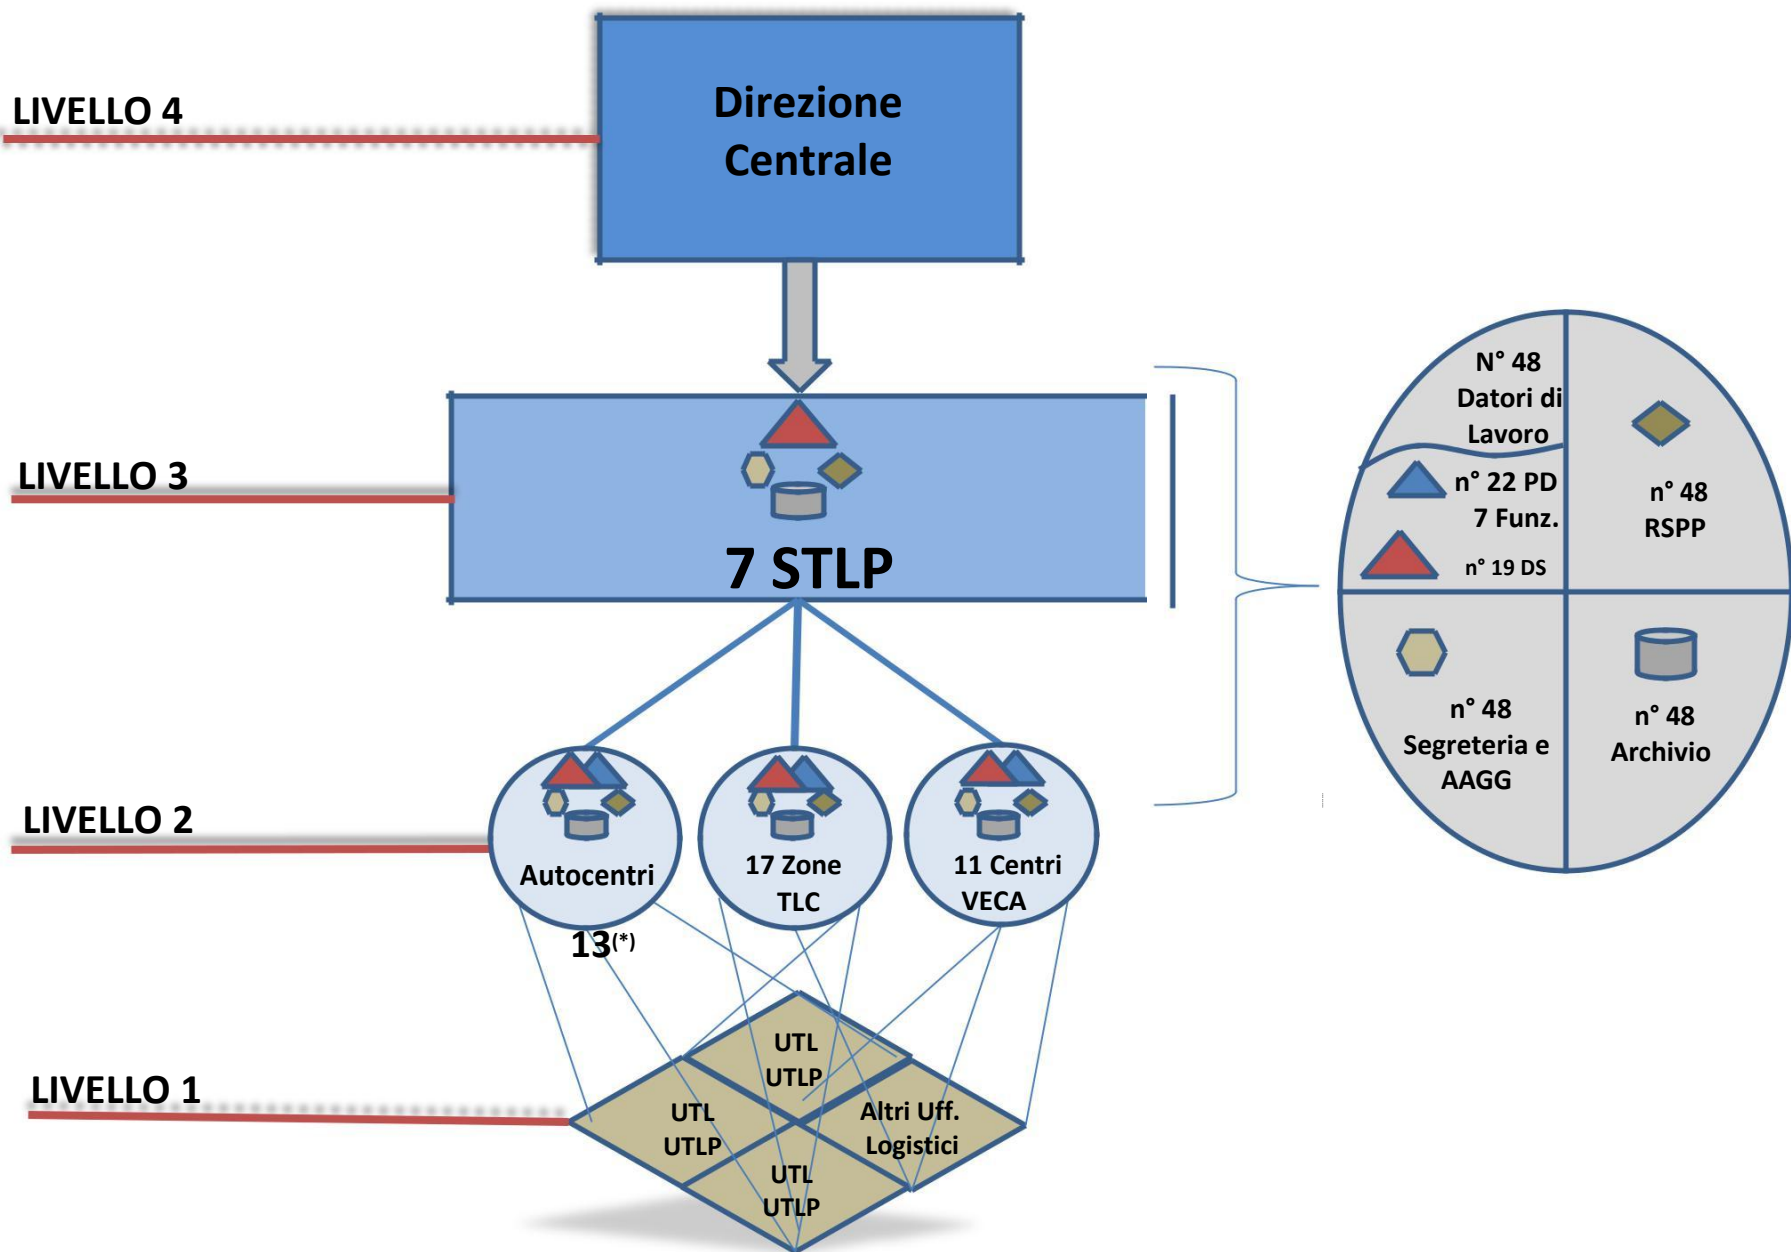 LIVELLO 4
Direzione
Centrale
LIVELLO 3
7 STLP
N° 48
Datori di
Lavoro
n° 22 PD
7 Funz.
n° 19 DS
n° 48
RSPP
n° 48
Segreteria e
AAGG
n° 48
Archivio
LIVELLO 2
Autocentri
13(*)
17 Zone
TLC
11 Centri
VECA
LIVELLO 1
UTL
UTLP
UTL
UTLP
Altri Uff.
Logistici
UTL
UTLP